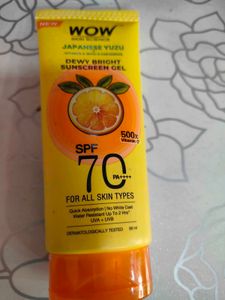 NEW
WOW
SKIN SCIENCE
JAPANESE YUZU
DEWY BRIGHT
SUNSCREEN GEL
500x
Vitamin C
SPF
70
PA++++
FOR ALL SKIN TYPES
Quick Absorption | No White Cast
Water Resistant Up To 2 Hrs*
UVA + UVB
DERMATOLOGICALLY TESTED